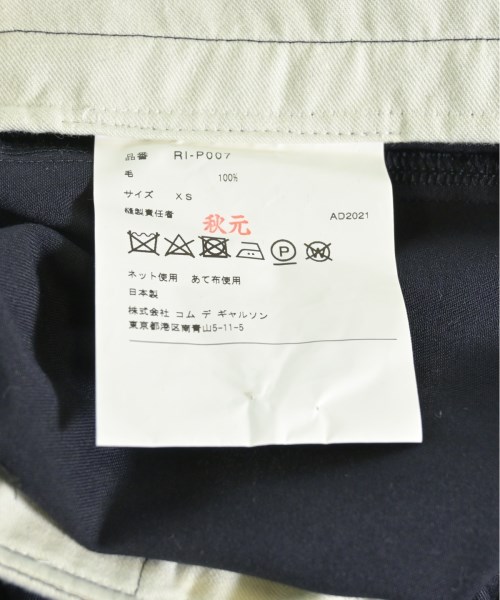 品番 RI-P007
毛 100%
サイズ XS
縫製責任者 秋元 AD2021
P W
ネット使用 あて布使用
日本製
株式会社 コム デ ギャルソン
東京都港区南青山5-11-5